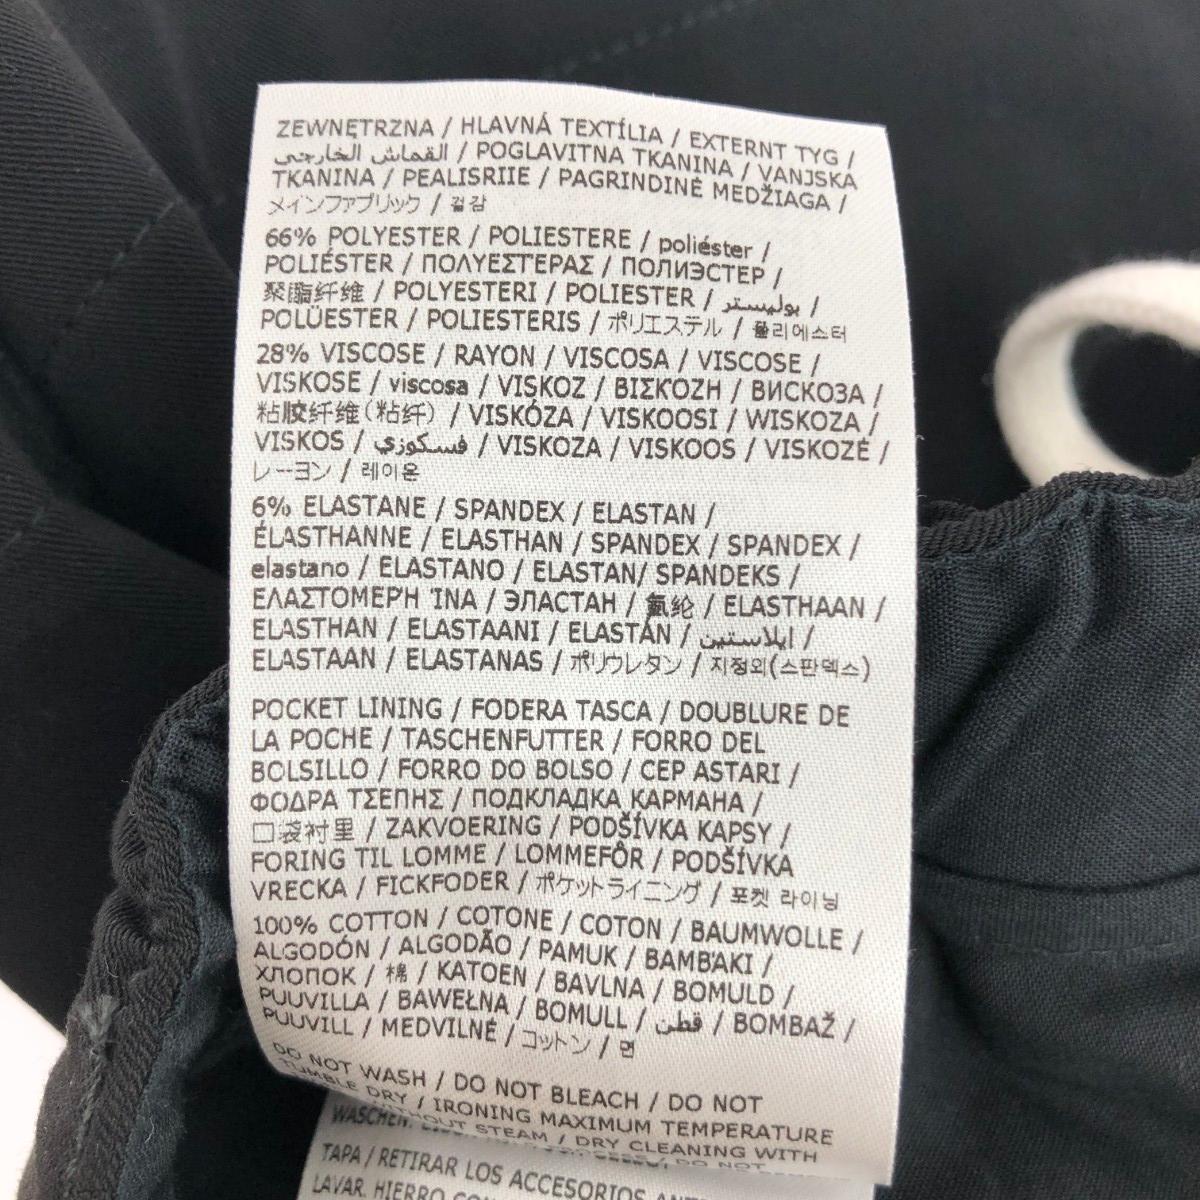 ZEWNĘTRZNA / HLAVNÁ TEXTÍLIA / EXTERNT TYG /
القماش الخارجي / POGLAVITNA TKANINA / VANJSKA
TKANINA / PEALISRIIE / PAGRINDINĖ MEDŽIAGA /
メインファブリック / 겉감
66% POLYESTER / POLIESTERE / poliéster /
POLIÉSTER / ΠΟΛΥΕΣΤΈΡΑΣ / ПОЛИЭСТЕР /
聚酯纤维 / POLYESTERI / POLIESTER / بوليستر /
POLÜESTER / POLIESTERIS / ポリエステル / 폴리에스터
28% VISCOSE / RAYON / VISCOSA / VISCOSE /
VISKOSE / viscosa / VISKOZ / ΒΙΣΚΟΖΗ / ВИСКОЗА /
粘胶纤维(粘纤) / VISKÓZA / VISKOOSI / WISKOZA /
VISKOS / فسكوزي / VISKOZA / VISKOOS / VISKOZĖ /
レーヨン / 레이온
6% ELASTANE / SPANDEX / ELASTAN /
ÉLASTHANNE / ELASTHAN / SPANDEX / SPANDEX /
elastano / ELASTANO / ELASTAN/ SPANDEKS /
ΕΛΑΣΤΟΜΕΡΉ ΊΝΑ / ЭЛАСТАН / 氨纶 / ELASTHAAN /
ELASTHAN / ELASTAANI / ELASTÁN / إيلاستين /
ELASTAAN / ELASTANAS / ポリウレタン / 지정외(스판덱스)
POCKET LINING / FODERA TASCA / DOUBLURE DE
LA POCHE / TASCHENFUTTER / FORRO DEL
BOLSILLO / FORRO DO BOLSO / CEP ASTARI /
ΦΟΔΡΑ ΤΣΕΠΗΣ / ПОДКЛАДКА КАРМАНА /
口袋衬里 / ZAKVOERING / PODŠÍVKA KAPSY /
FORING TIL LOMME / LOMMEFÔR / PODŠÍVKA
VRECKA / FICKFODER / ポケットライニング / 포켓 라이닝
100% COTTON / COTONE / COTON / BAUMWOLLE /
ALGODÓN / ALGODÃO / PAMUK / ΒΑΜΒΆΚΙ /
ХЛОПОК / 棉 / KATOEN / BAVLNA / BOMULD /
PUUVILLA / BAWEŁNA / BOMULL / قطن / BOMBAŽ /
PUUVILL / MEDVILNĖ / コットン / 면
DO NOT WASH / DO NOT BLEACH / DO NOT
TUMBLE DRY / IRONING MAXIMUM TEMPERATURE
WITHOUT STEAM / DRY CLEANING WITH
DO NOT
WASCHEN.
TAPA / RETIRAR LOS ACCESORIOS
LAVAR. HIERRO